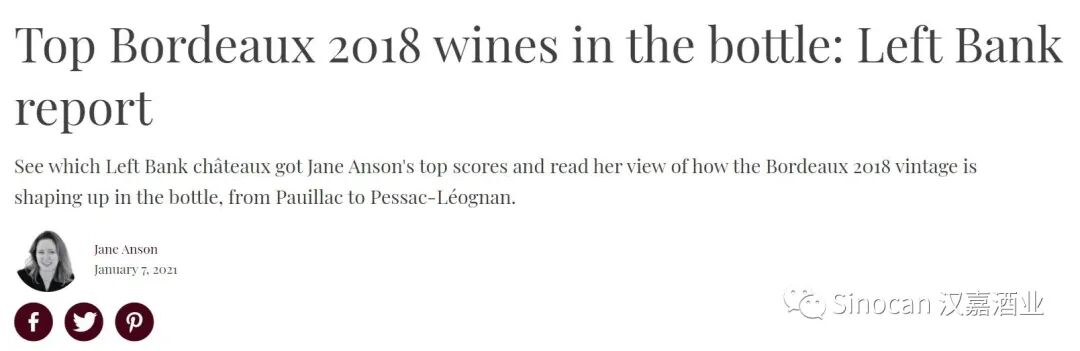 Top Bordeaux 2018 wines in the bottle: Left Bank
report
See which Left Bank châteaux got Jane Anson's top scores and read her view of how the Bordeaux 2018 vintage is
shaping up in the bottle, from Pauillac to Pessac-Léognan.
Jane Anson
January 7, 2021
Sinocan 汉嘉酒业